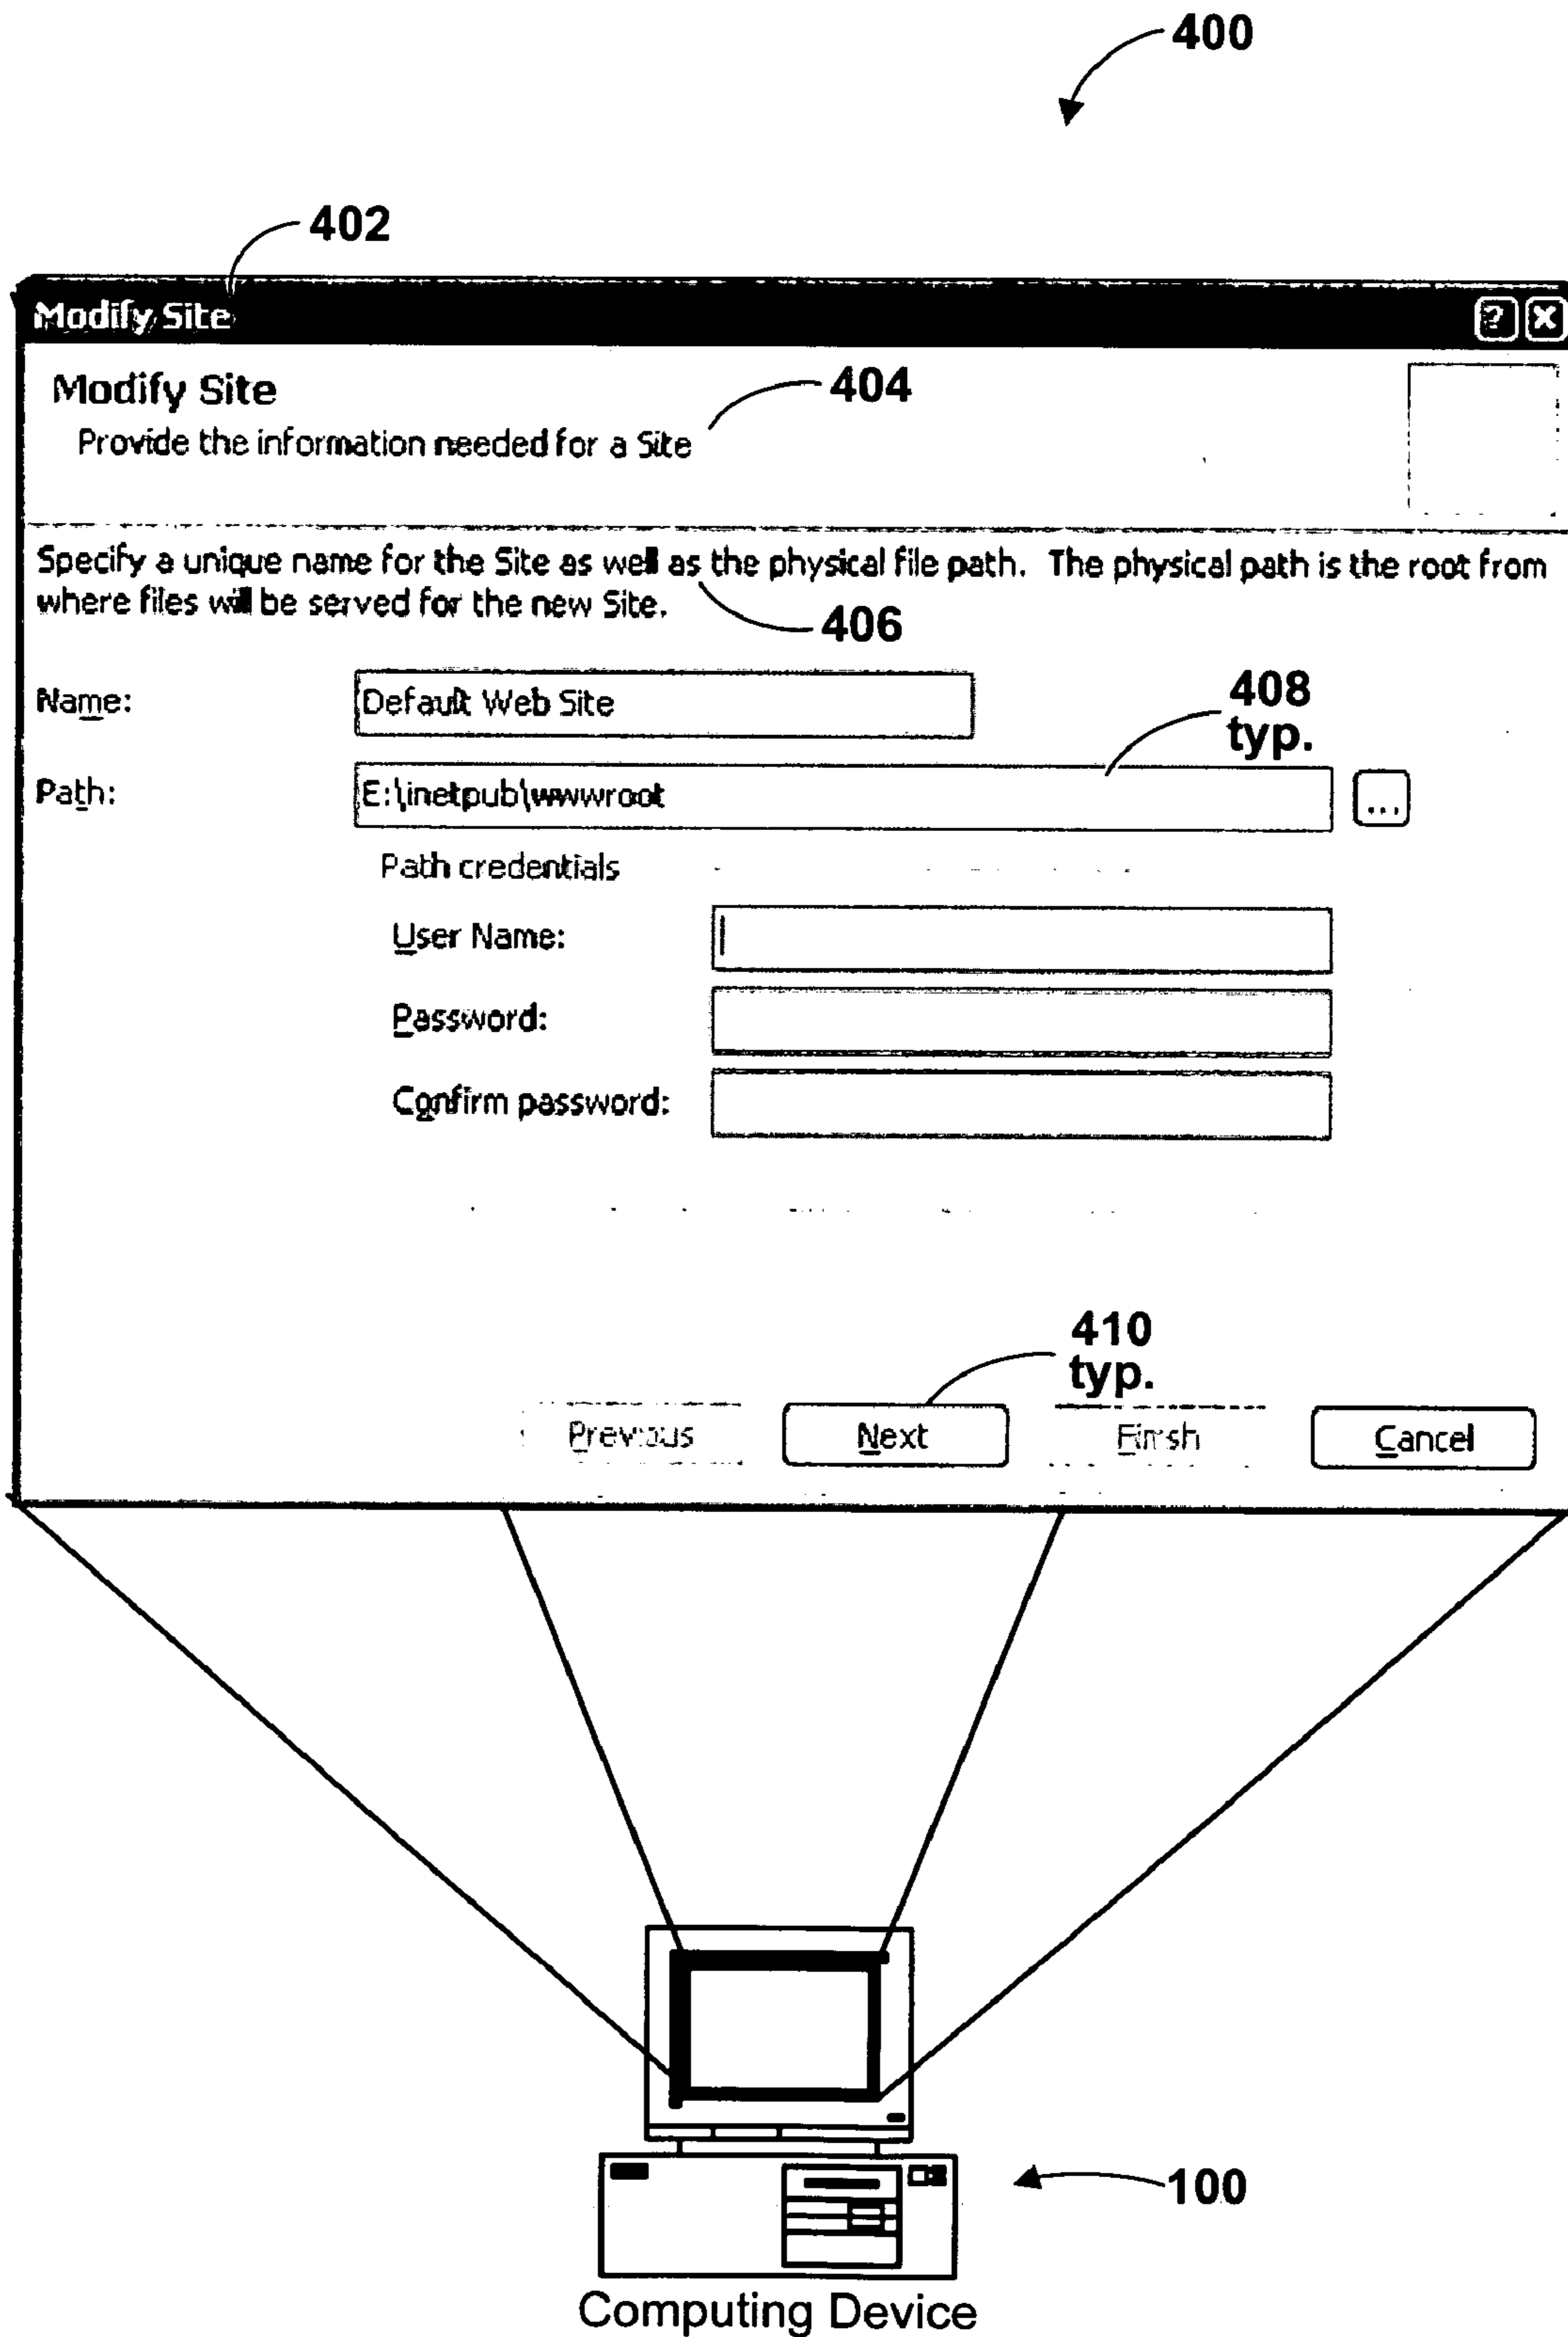 400
402
Modify Site
Modify Site
404
Provide the information needed for a Site
Specify a unique name for the Site as well as the physical file path. The physical path is the root from
where files will be served for the new Site.
406
Name:
Default Web Site
408
typ.
Path:
E:\inetpub\wwwroot
...
Path credentials
User Name:
Password:
Confirm password:
410
typ.
Previous
Next
Finish
Cancel
100
Computing Device